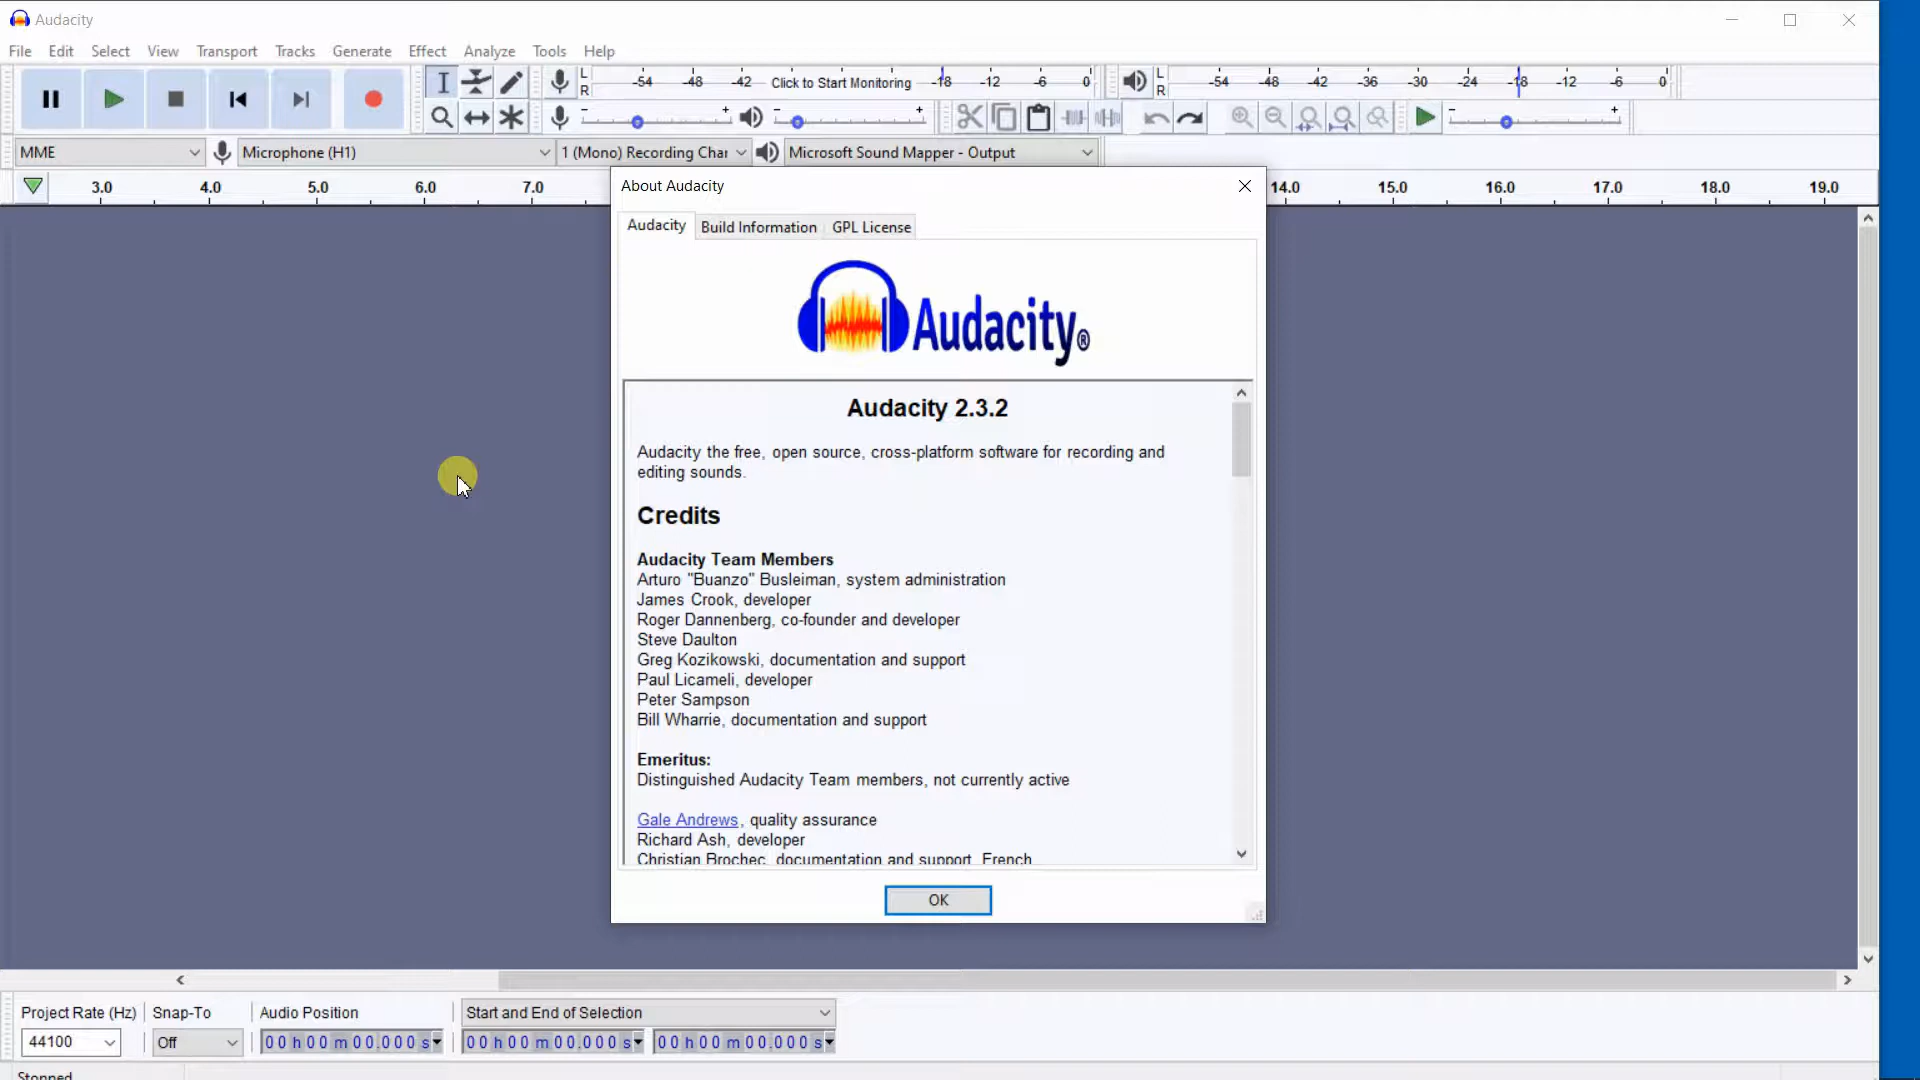 Audacity
File Edit Select View Transport Tracks Generate Effect Analyze Tools Help
L R -54 -48 -42 Click to Start Monitoring -18 -12 -6 0 L R -54 -48 -42 -36 -30 -24 -18 -12 -6 0
- + - + - +
MME Microphone (H1) 1 (Mono) Recording Char Microsoft Sound Mapper - Output
3.0 4.0 5.0 6.0 7.0 14.0 15.0 16.0 17.0 18.0 19.0
About Audacity
Audacity Build Information GPL License
Audacity®
Audacity 2.3.2
Audacity the free, open source, cross-platform software for recording and
editing sounds.
Credits
Audacity Team Members
Arturo "Buanzo" Busleiman, system administration
James Crook, developer
Roger Dannenberg, co-founder and developer
Steve Daulton
Greg Kozikowski, documentation and support
Paul Licameli, developer
Peter Sampson
Bill Wharrie, documentation and support
Emeritus:
Distinguished Audacity Team members, not currently active
Gale Andrews, quality assurance
Richard Ash, developer
Christian Brochec, documentation and support, French
OK
Project Rate (Hz) Snap-To Audio Position Start and End of Selection
44100 Off 00 h 00 m 00.000 s 00 h 00 m 00.000 s 00 h 00 m 00.000 s
Stopped